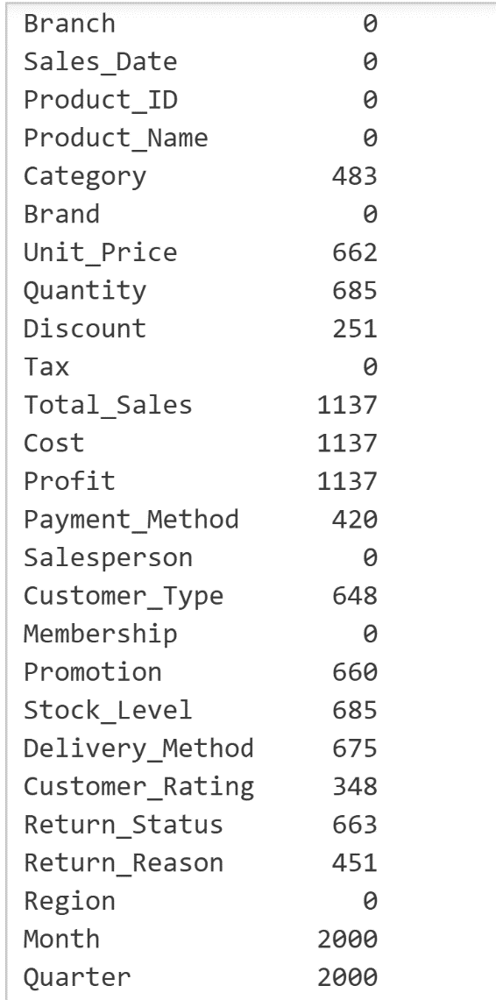 Branch 0
Sales_Date 0
Product_ID 0
Product_Name 0
Category 483
Brand 0
Unit_Price 662
Quantity 685
Discount 251
Tax 0
Total_Sales 1137
Cost 1137
Profit 1137
Payment_Method 420
Salesperson 0
Customer_Type 648
Membership 0
Promotion 660
Stock_Level 685
Delivery_Method 675
Customer_Rating 348
Return_Status 663
Return_Reason 451
Region 0
Month 2000
Quarter 2000